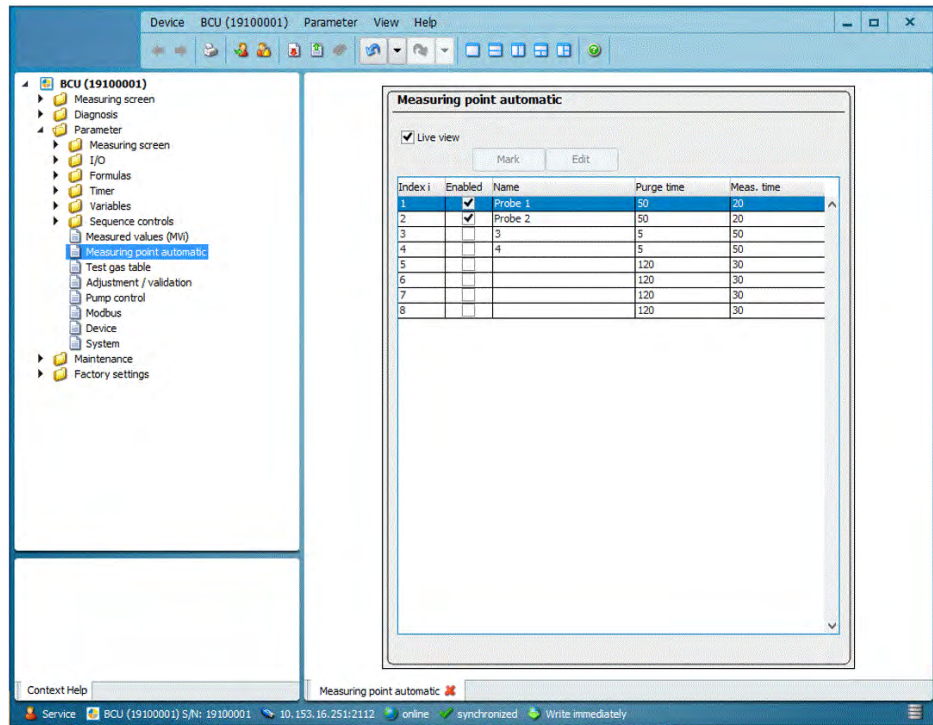 Device BCU (19100001) Parameter View Help
BCU (19100001)
Measuring screen
Diagnosis
Parameter
Measuring screen
I/O
Formulas
Timer
Variables
Sequence controls
Measured values (MVi)
Measuring point automatic
Test gas table
Adjustment / validation
Pump control
Modbus
Device
System
Maintenance
Factory settings
Context Help
Measuring point automatic
Live view
Mark Edit
Index i Enabled Name Purge time Meas. time
1 Probe 1 50 20
2 Probe 2 50 20
3 3 5 50
4 4 5 50
5 120 30
6 120 30
7 120 30
8 120 30
Measuring point automatic
Service BCU (19100001) S/N: 19100001 10.153.16.251:2112 online synchronized Write immediately